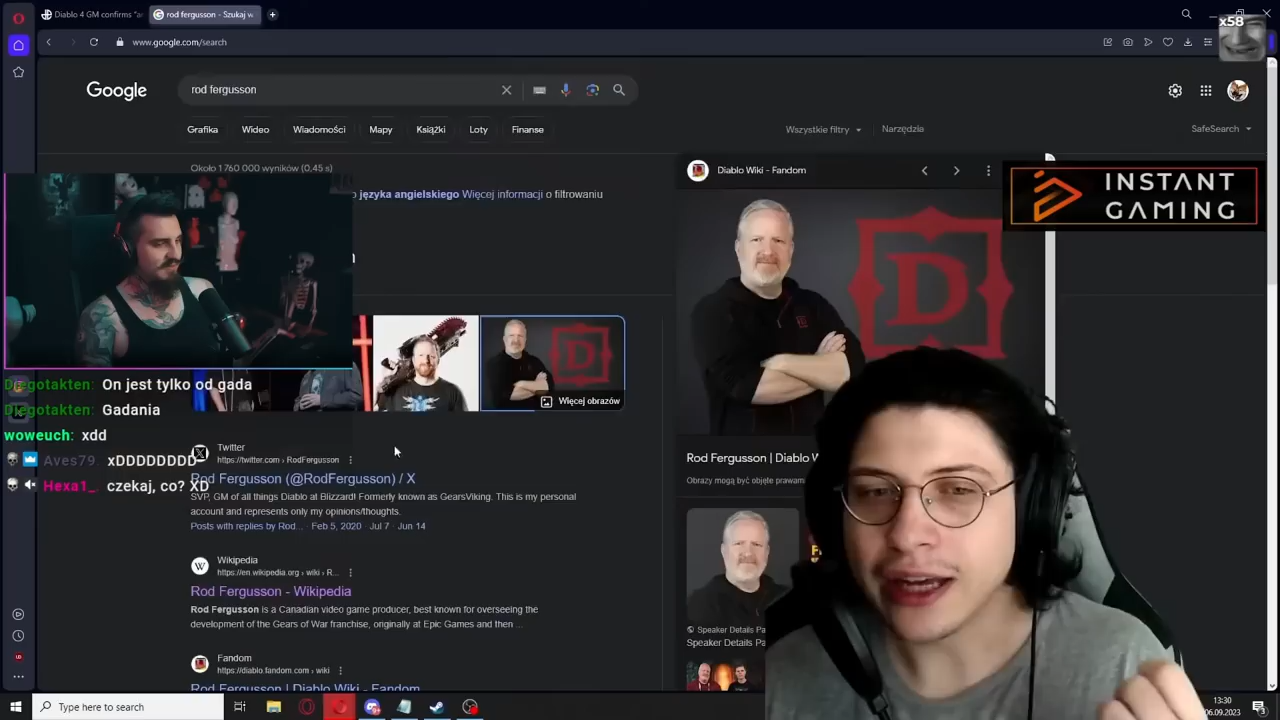 Diablo 4 GM confirms "a
rod fergusson - Szukaj w
x58
www.google.com/search
Google
rod fergusson
Grafika
Wideo
Wiadomości
Mapy
Książki
Loty
Finanse
Wszystkie filtry
Narzędzia
SafeSearch
Około 1 760 000 wyników (0,45 s)
języka angielskiego Więcej informacji o filtrowaniu
Diablo Wiki - Fandom
INSTANT
GAMING
D
D
Więcej obrazów
Diegotakten: On jest tylko od gada
Diegotakten: Gadania
woweuch: xdd
Aves79 xDDDDDDDD
Hexa1_. czekaj, co? XD
Twitter
https://twitter.com › RodFergusson
Rod Fergusson (@RodFergusson) / X
SVP, GM of all things Diablo at Blizzard! Formerly known as GearsViking. This is my personal
account and represents only my opinions/thoughts.
Posts with replies by Rod... · Feb 5, 2020 · Jul 7 · Jun 14
Wikipedia
https://en.wikipedia.org › wiki › R...
Rod Fergusson - Wikipedia
Rod Fergusson is a Canadian video game producer, best known for overseeing the
development of the Gears of War franchise, originally at Epic Games and then ...
Fandom
https://diablo.fandom.com › wiki
Rod Fergusson | Diablo Wiki - Fandom
Rod Fergusson | Diablo W
Obrazy mogą być objęte prawami
Speaker Details Pa
Speaker Details Pa
Type here to search
13:30
06.09.2023
3